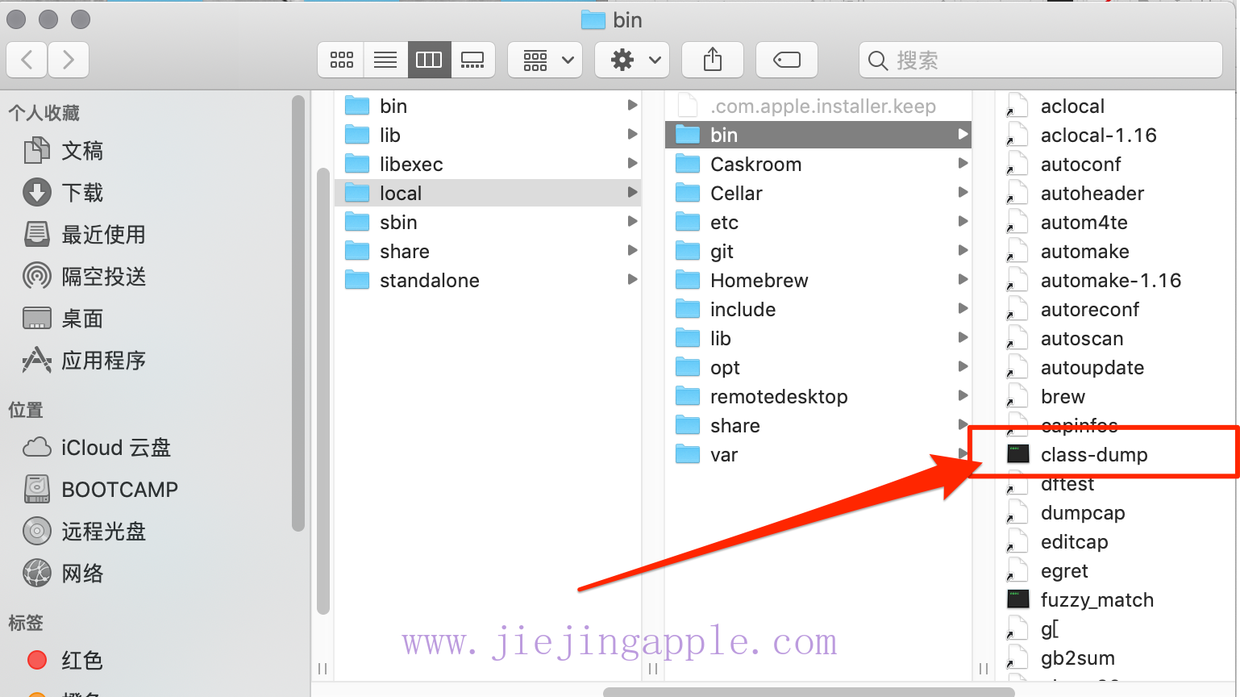 bin
搜索
个人收藏
文稿
下载
最近使用
隔空投送
桌面
应用程序
位置
iCloud 云盘
BOOTCAMP
远程光盘
网络
标签
红色
橙色
bin
lib
libexec
local
sbin
share
standalone
.com.apple.installer.keep
bin
Caskroom
Cellar
etc
git
Homebrew
include
lib
opt
remotedesktop
share
var
aclocal
aclocal-1.16
autoconf
autoheader
autom4te
automake
automake-1.16
autoreconf
autoscan
autoupdate
brew
capinfos
class-dump
dftest
dumpcap
editcap
egret
fuzzy_match
g[
gb2sum
www.jiejingapple.com